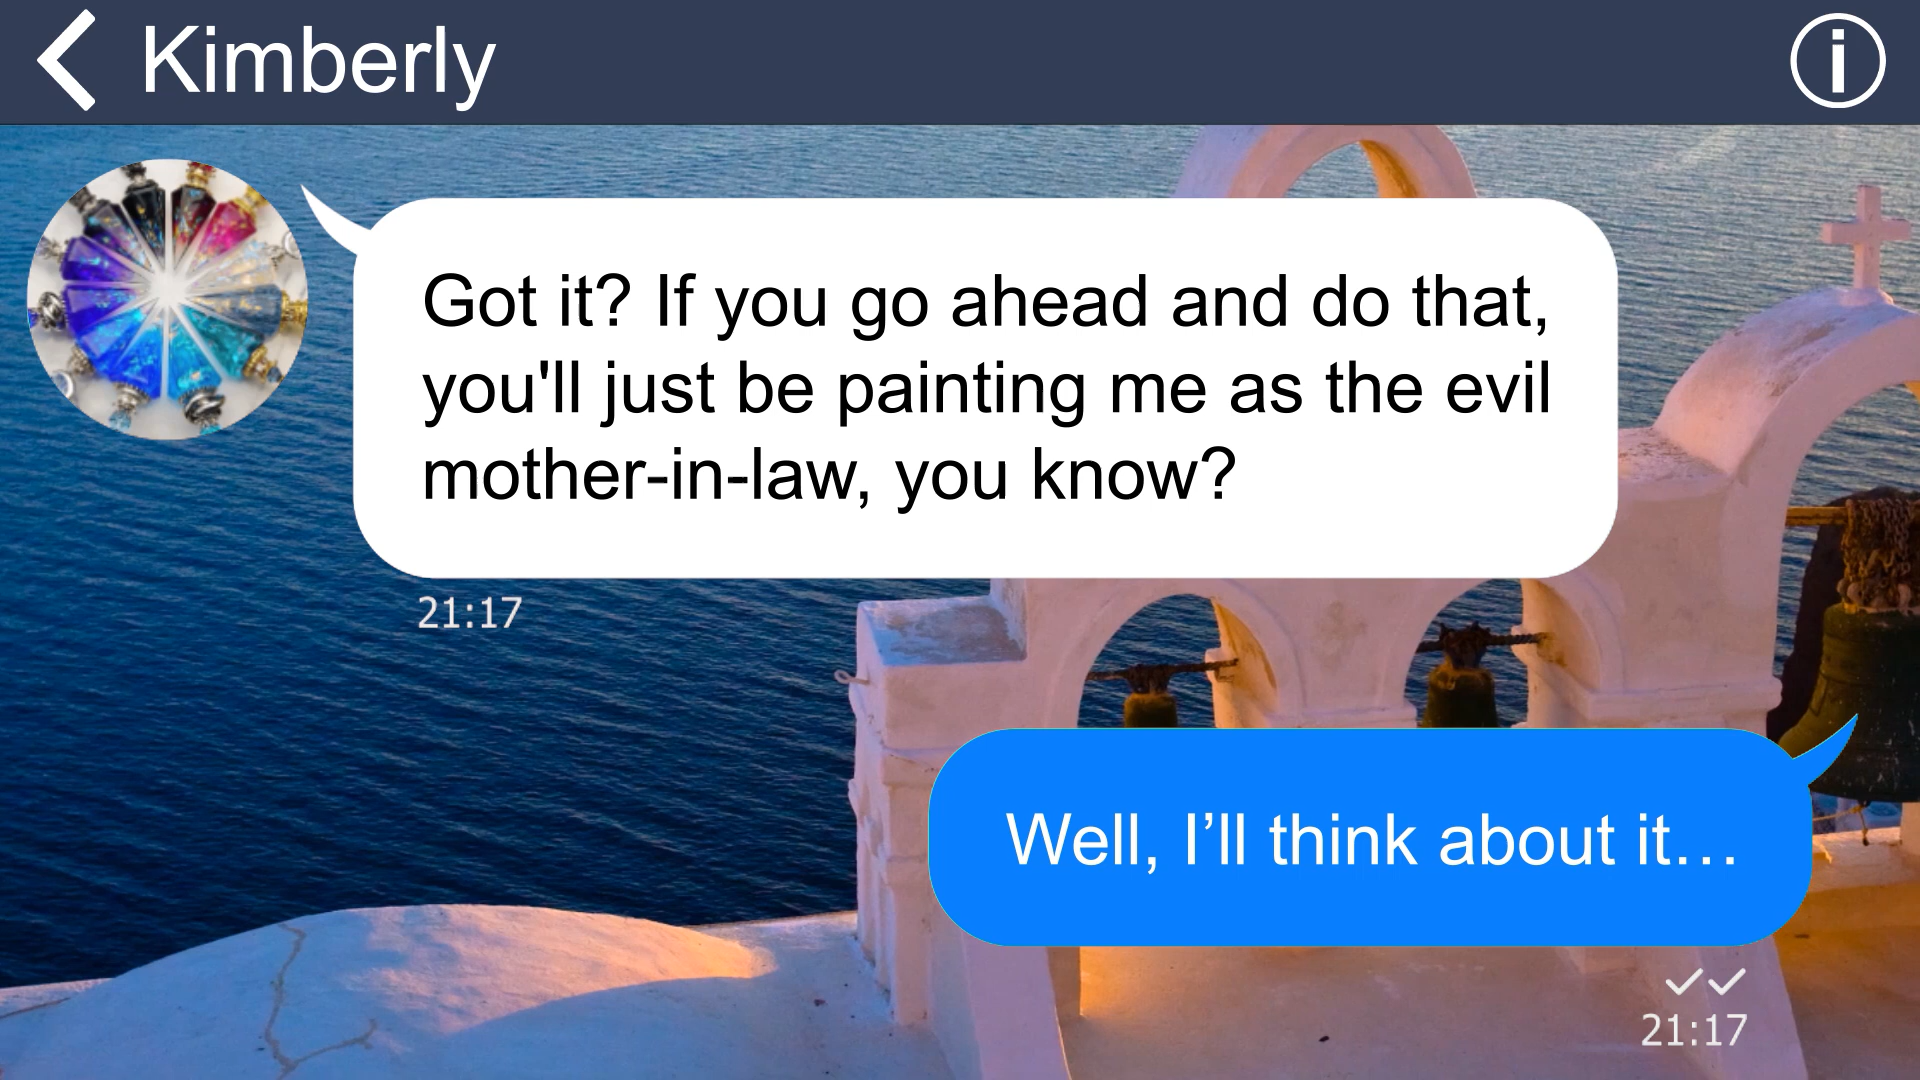 Kimberly
Got it? If you go ahead and do that,
you'll just be painting me as the evil
mother-in-law, you know?
21:17
Well, I’ll think about it…
21:17